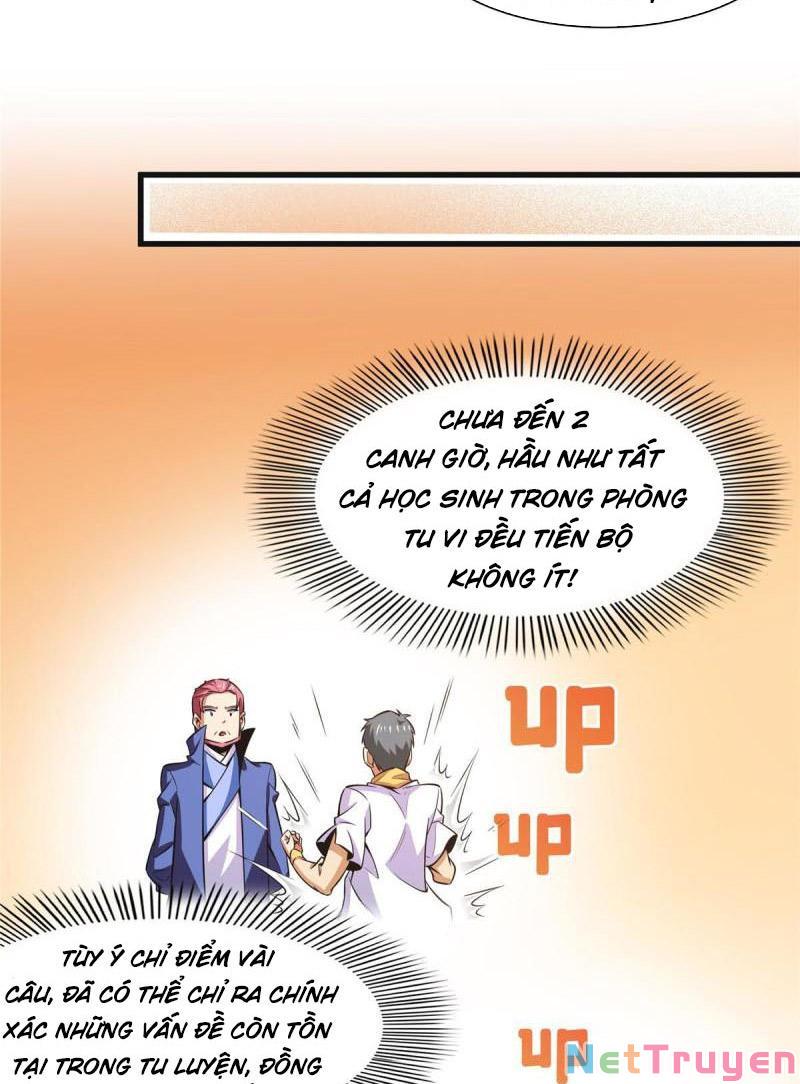 CHƯA ĐẾN 2
CANH GIỜ, HẦU NHƯ TẤT
CẢ HỌC SINH TRONG PHÒNG
TU VI ĐỀU TIẾN BỘ
KHÔNG ÍT!
up
up
TÙY Ý CHỈ ĐIỂM VÀI
CÂU, ĐÃ CÓ THỂ CHỈ RA CHÍNH
XÁC NHỮNG VẤN ĐỀ CÒN TỒN
TẠI TRONG TU LUYỆN, ĐỒNG
up
NetTruyen